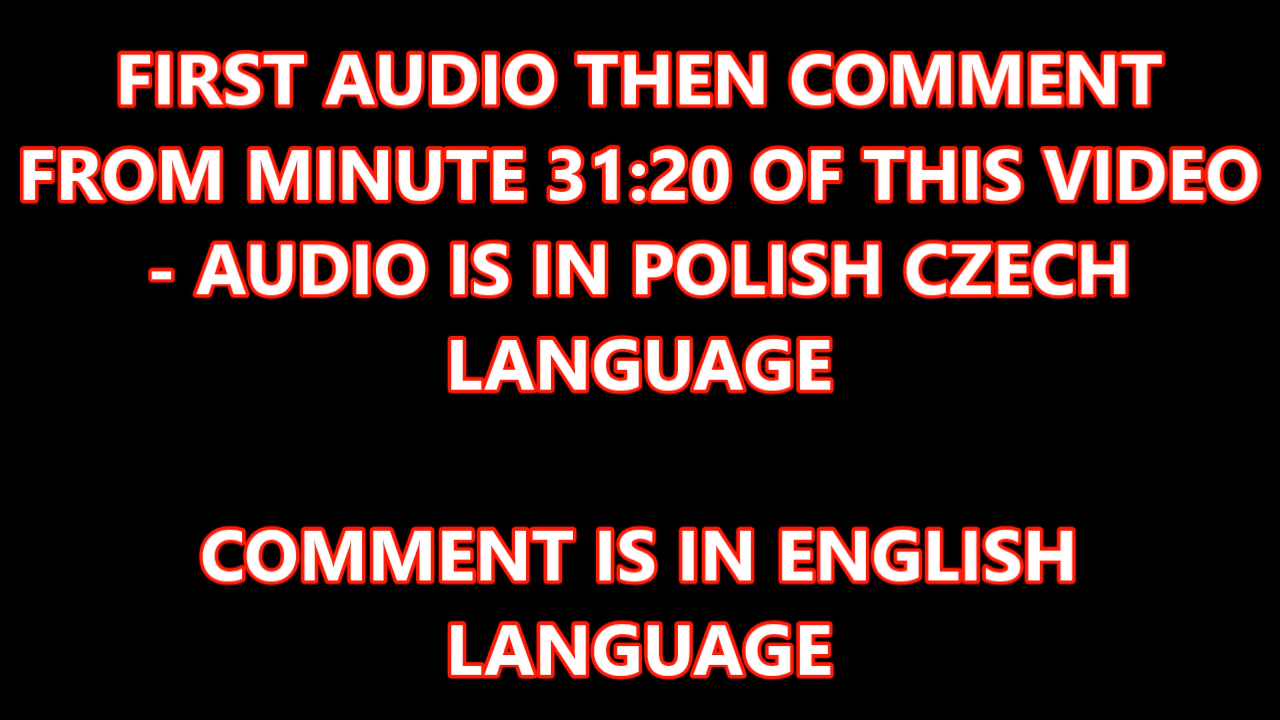 FIRST AUDIO THEN COMMENT
FROM MINUTE 31:20 OF THIS VIDEO
- AUDIO IS IN POLISH CZECH
LANGUAGE
COMMENT IS IN ENGLISH
LANGUAGE